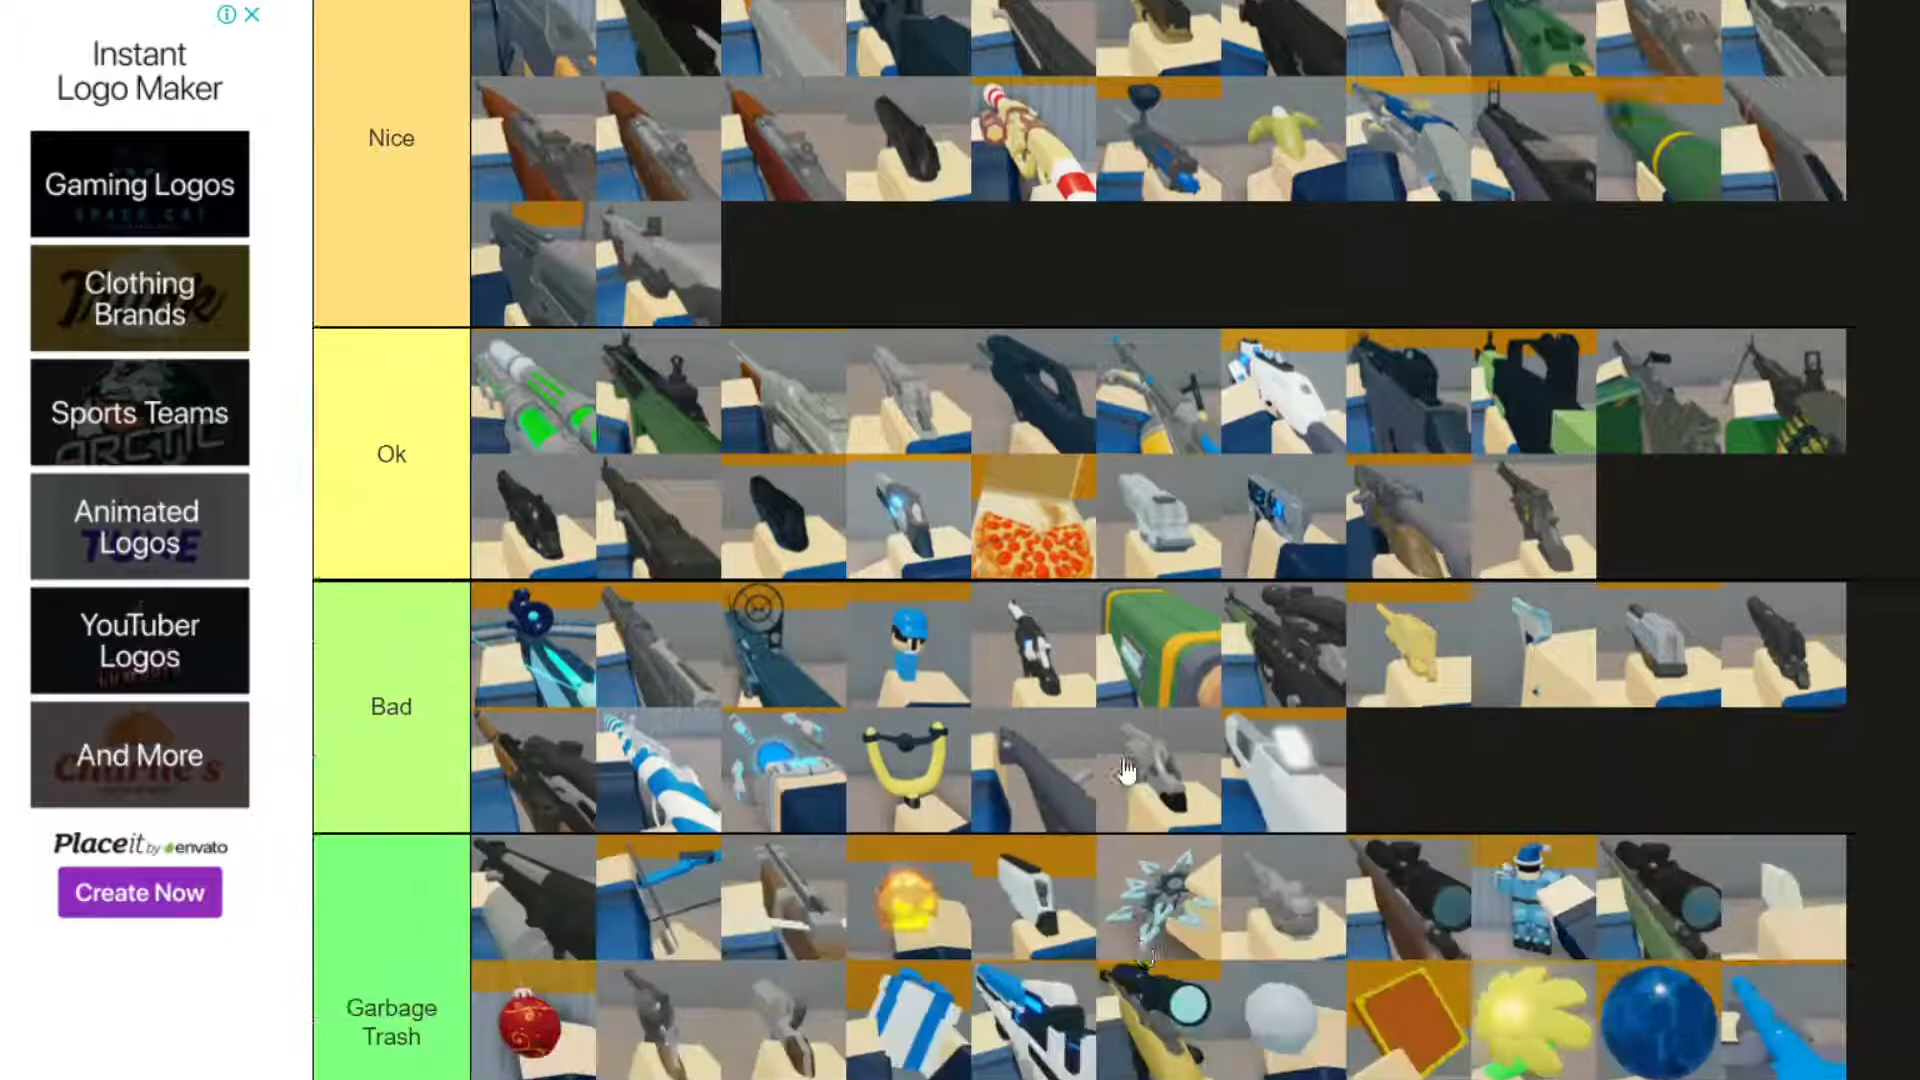 Instant
Logo Maker
Gaming Logos
Clothing
Brands
Sports Teams
ARCTIC
Animated
Logos
YouTuber
Logos
And More
Placeit by envato
Create Now
Nice
Ok
Bad
Garbage
Trash